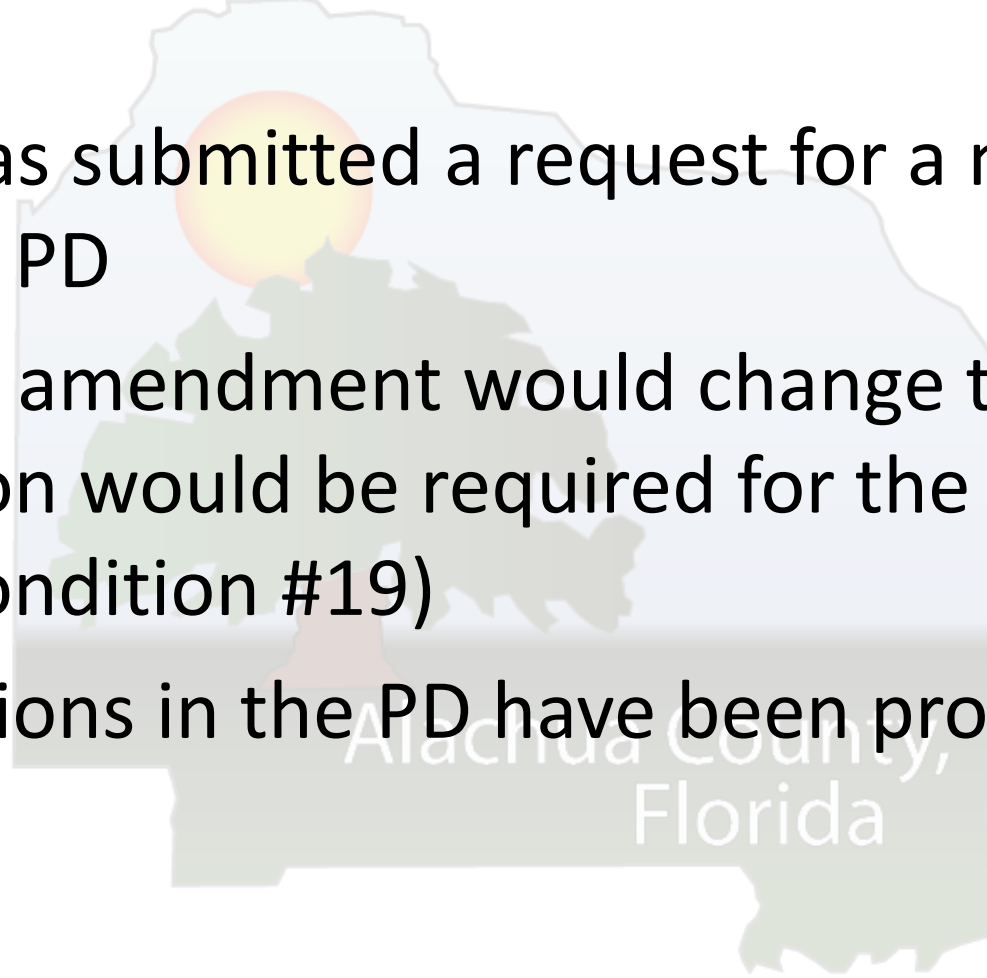 as submitted a request for a
PD
amendment would change
on would be required for the
ondition #19)
ions in the PD have been pro
Alachua County,
Florida